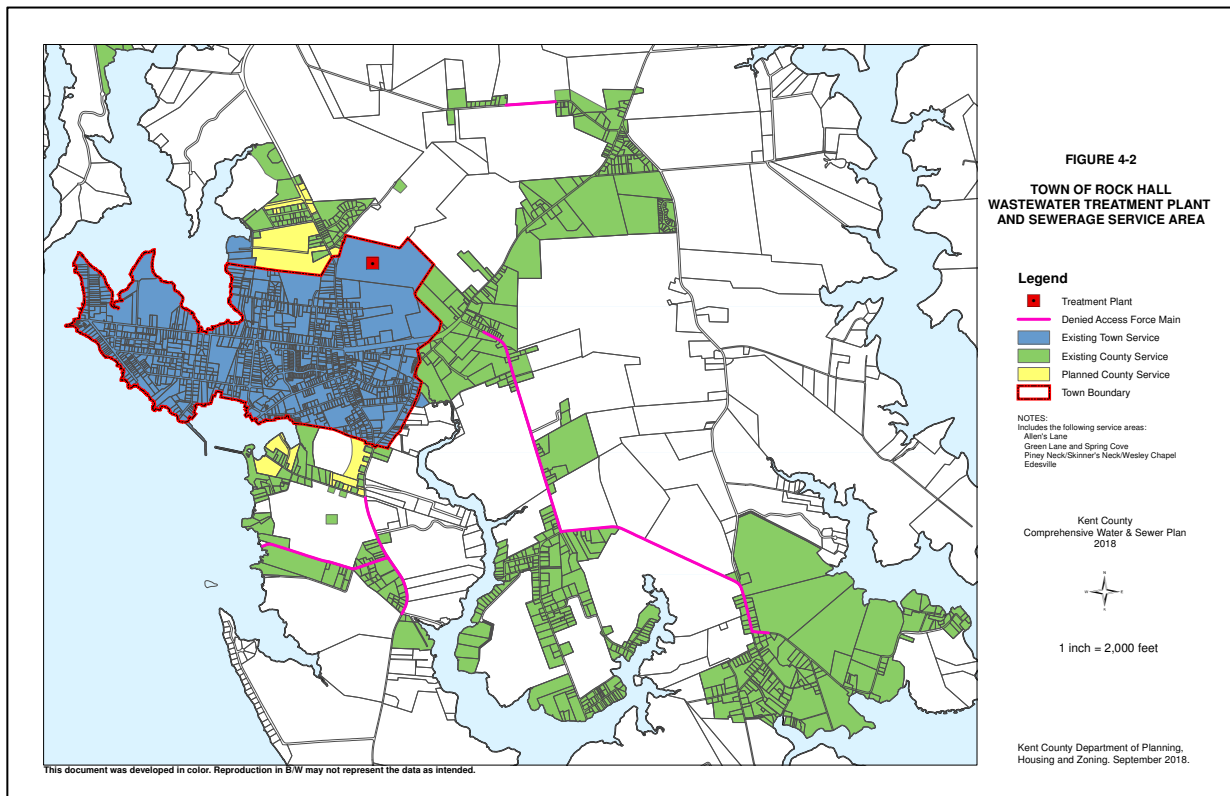 FIGURE 4-2
TOWN OF ROCK HALL
WASTEWATER TREATMENT PLANT
AND SEWERAGE SERVICE AREA
Legend
Treatment Plant
Denied Access Force Main
Existing Town Service
Existing County Service
Planned County Service
Town Boundary
NOTES:
Includes the following service areas:
Allen's Lane
Green Lane and Spring Cove
Piney Neck/Skinner's Neck/Wesley Chapel
Edesville
Kent County
Comprehensive Water & Sewer Plan
2018
N
W E
S
1 inch = 2,000 feet
Kent County Department of Planning,
Housing and Zoning. September 2018.
This document was developed in color. Reproduction in B/W may not represent the data as intended.